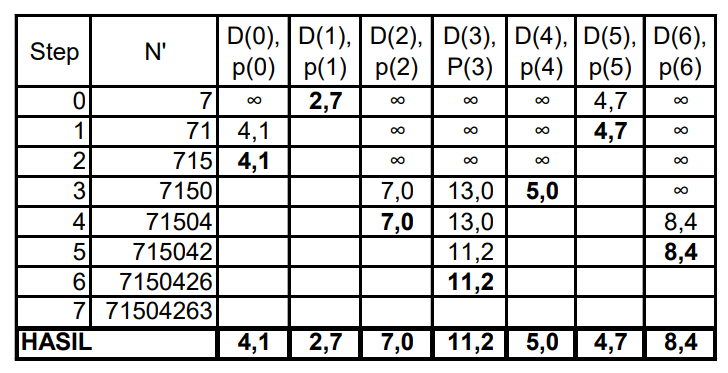 Step N' D(0), p(0) D(1), p(1) D(2), p(2) D(3), P(3) D(4), p(4) D(5), p(5) D(6), p(6)
0 7 ∞ 2,7 ∞ ∞ ∞ 4,7 ∞
1 71 4,1 ∞ ∞ ∞ 4,7 ∞
2 715 4,1 ∞ ∞ ∞ ∞
3 7150 7,0 13,0 5,0 ∞
4 71504 7,0 13,0 8,4
5 715042 11,2 8,4
6 7150426 11,2
7 71504263
HASIL 4,1 2,7 7,0 11,2 5,0 4,7 8,4